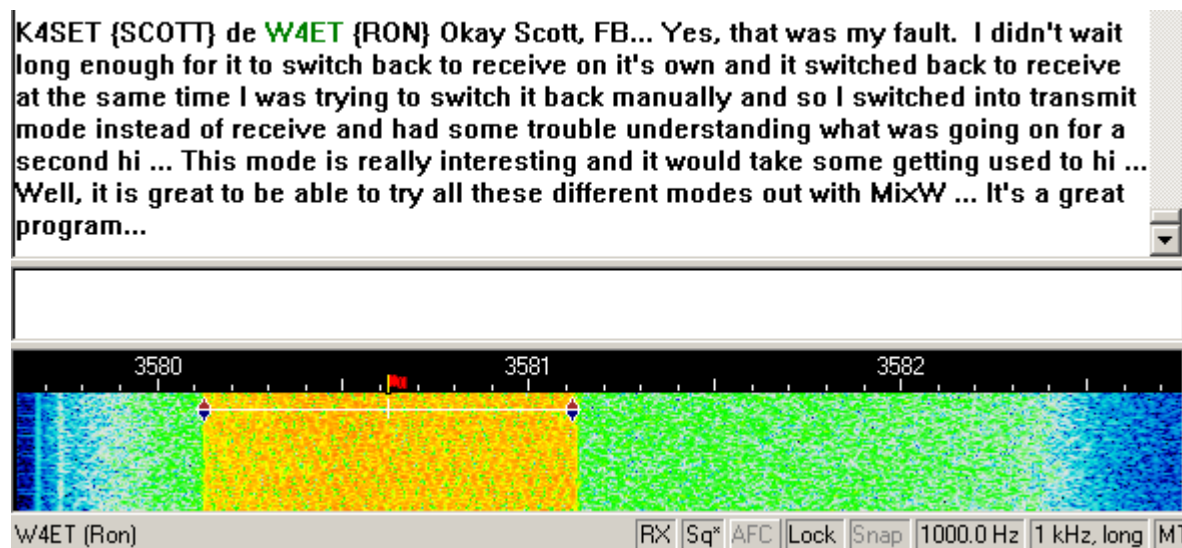 K4SET {SCOTT} de W4ET {RON} Okay Scott, FB... Yes, that was my fault.  I didn't wait
long enough for it to switch back to receive on it's own and it switched back to receive
at the same time I was trying to switch it back manually and so I switched into transmit
mode instead of receive and had some trouble understanding what was going on for a
second hi ... This mode is really interesting and it would take some getting used to hi ...
Well, it is great to be able to try all these different modes out with MixW ... It's a great
program...
3580 3581 3582
W4ET (Ron) RX Sq* AFC Lock Snap 1000.0 Hz 1 kHz, long